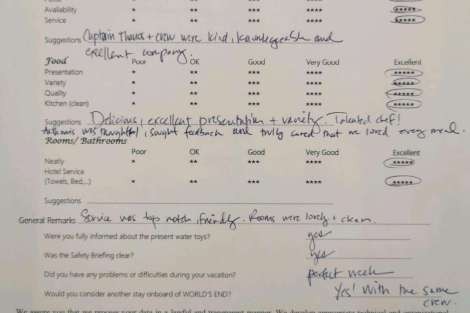 Availability * ** *** **** *****
Service * ** *** **** *****
Suggestions Captain Thanos + crew were kind, knowledgeable and
excellent company.
Food Poor OK Good Very Good Excellent
Presentation * ** *** **** *****
Variety * ** *** **** *****
Quality * ** *** **** *****
Kitchen (clean) * ** *** **** *****
Suggestions Delicious, excellent presentation + variety. Talented chef!
was thoughtful, sought feedback and truly cared that we loved every meal.
Rooms/ Bathrooms
Poor OK Good Very Good Excellent
Neatly * ** *** **** *****
Hotel Service
(Towels, Bed,..) * ** *** **** *****
Suggestions
General Remarks Service was top notch, friendly. Rooms were lovely + clean.
Were you fully informed about the present water toys? yes
Was the Safety Briefing clear? yes
Did you have any problems or difficulties during your vacation? perfect week
Would you consider another stay onboard of WORLD'S END? Yes! With the same
crew.